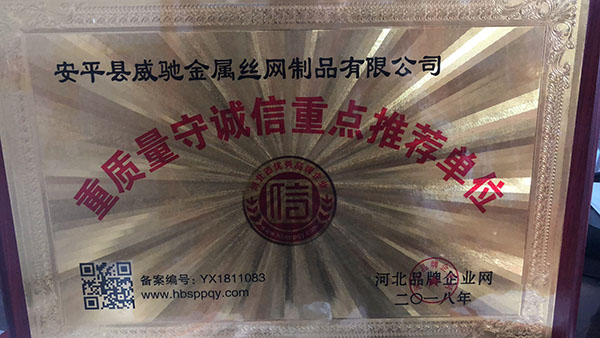 安平县威驰金属丝网制品有限公司
重质量守诚信重点推荐单位
信
备案编号：YX1811083
www.hbsppqy.com
河北品牌企业网
二〇一八年